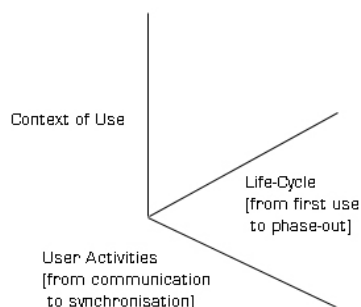 Context of Use
Life-Cycle
[from first use
to phase-out]
User Activities
[from communication
to synchronisation]